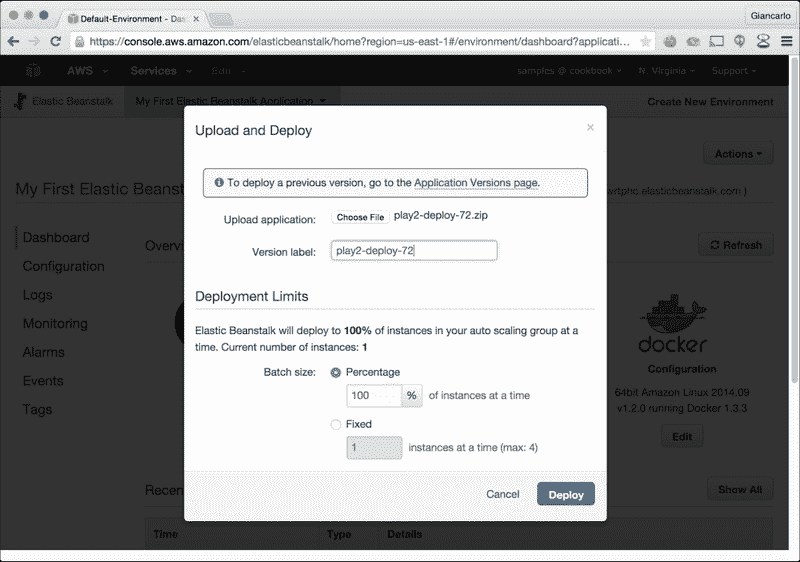 Default-Environment - Das
Giancarlo
https://console.aws.amazon.com/elasticbeanstalk/home?region=us-east-1#/environment/dashboard?applicati...
AWS Services Edit samples @ cookbook N. Virginia Support
Elastic Beanstalk My First Elastic Beanstalk Application Create New Environment
Upload and Deploy
×
Actions
To deploy a previous version, go to the Application Versions page.
My First Elastic Beanst vrtphc.elasticbeanstalk.com )
Upload application: Choose File play2-deploy-72.zip
Version label: play2-deploy-72
Dashboard
Overvi
Refresh
Configuration
Logs
Monitoring
Alarms
Events
Tags
Deployment Limits
Elastic Beanstalk will deploy to 100% of instances in your auto scaling group at a
time. Current number of instances: 1
Batch size: Percentage
100 % of instances at a time
Fixed
1 instances at a time (max: 4)
docker
Configuration
64bit Amazon Linux 2014.09
v1.2.0 running Docker 1.3.3
Edit
Cancel Deploy
Recen Show All
Time Type Details